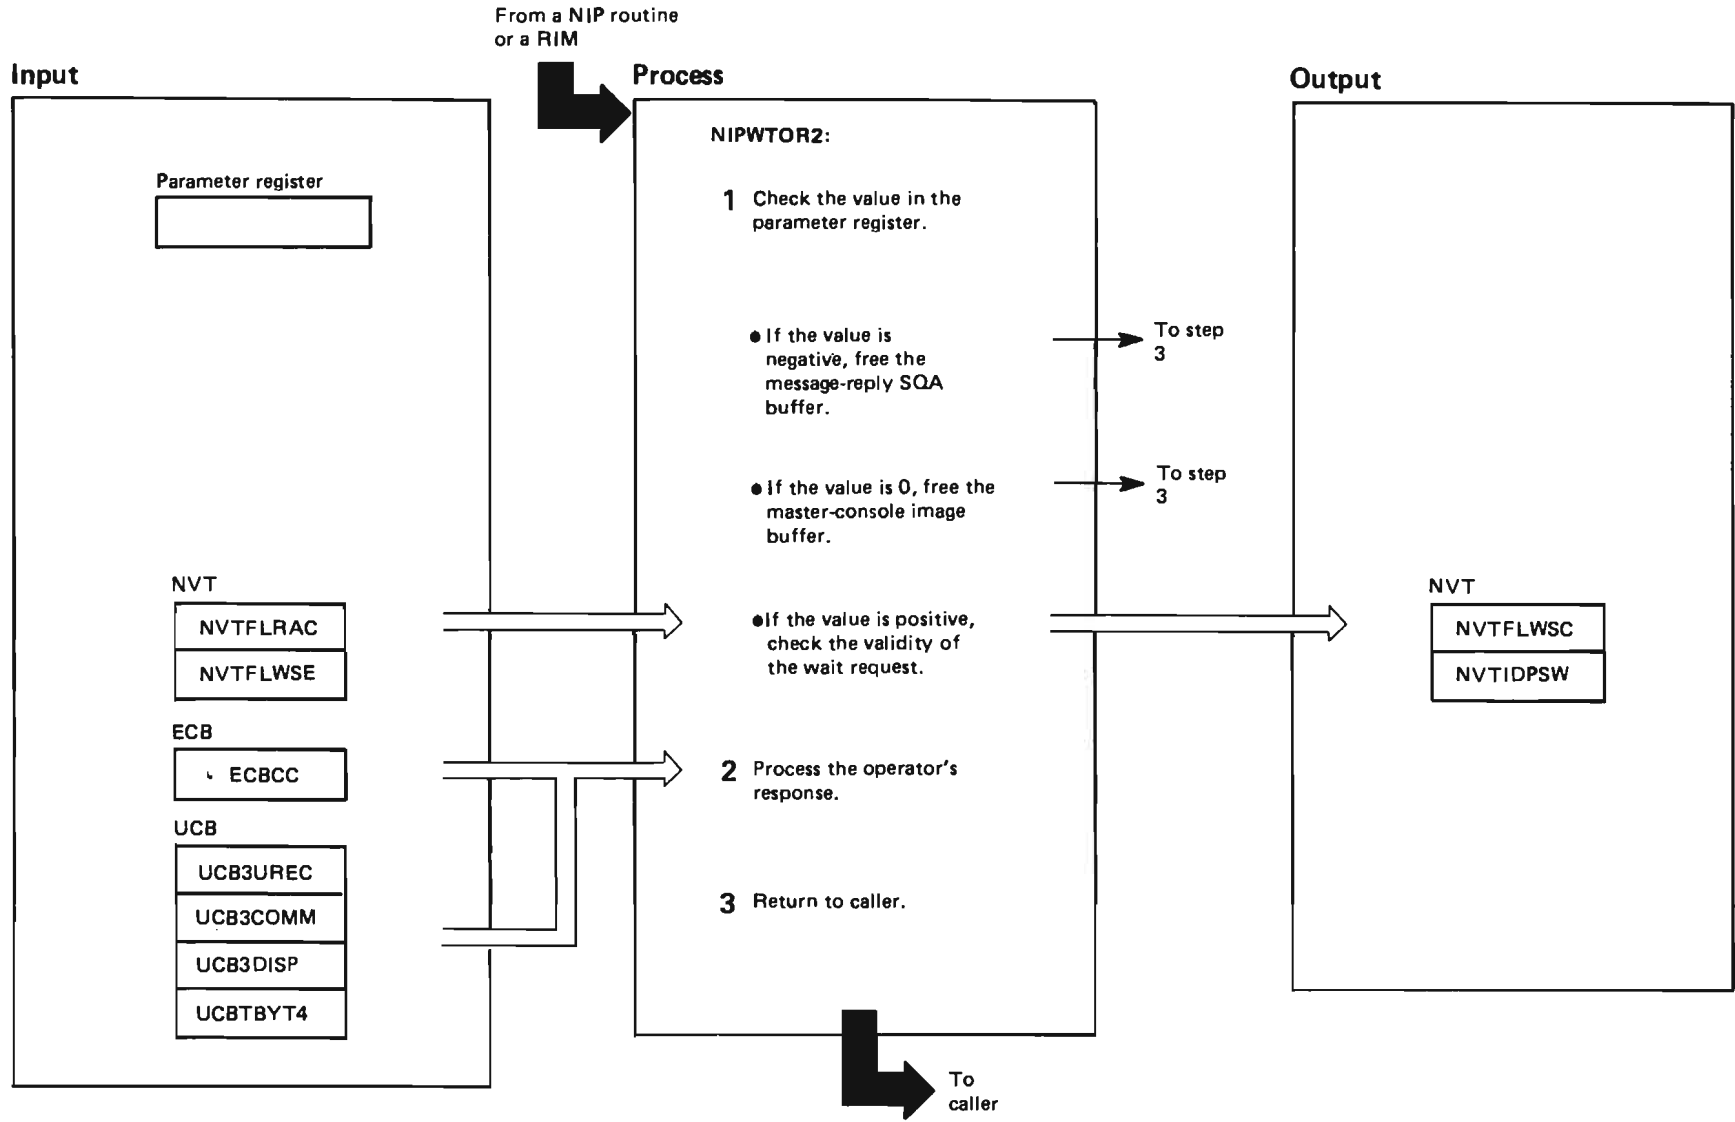 From a NIP routine
or a RIM
Input
Process
Output
Parameter register
NVT
NVTFLRAC
NVTFLWSE
ECB
ECBCC
UCB
UCB3UREC
UCB3COMM
UCB3DISP
UCBTBYT4
NIPWTOR2:
1 Check the value in the
parameter register.
• If the value is
negative, free the
message-reply SQA
buffer.
To step
3
• If the value is 0, free the
master-console image
buffer.
To step
3
• If the value is positive,
check the validity of
the wait request.
2 Process the operator's
response.
3 Return to caller.
To
caller
NVT
NVTFLWSC
NVTIDPSW